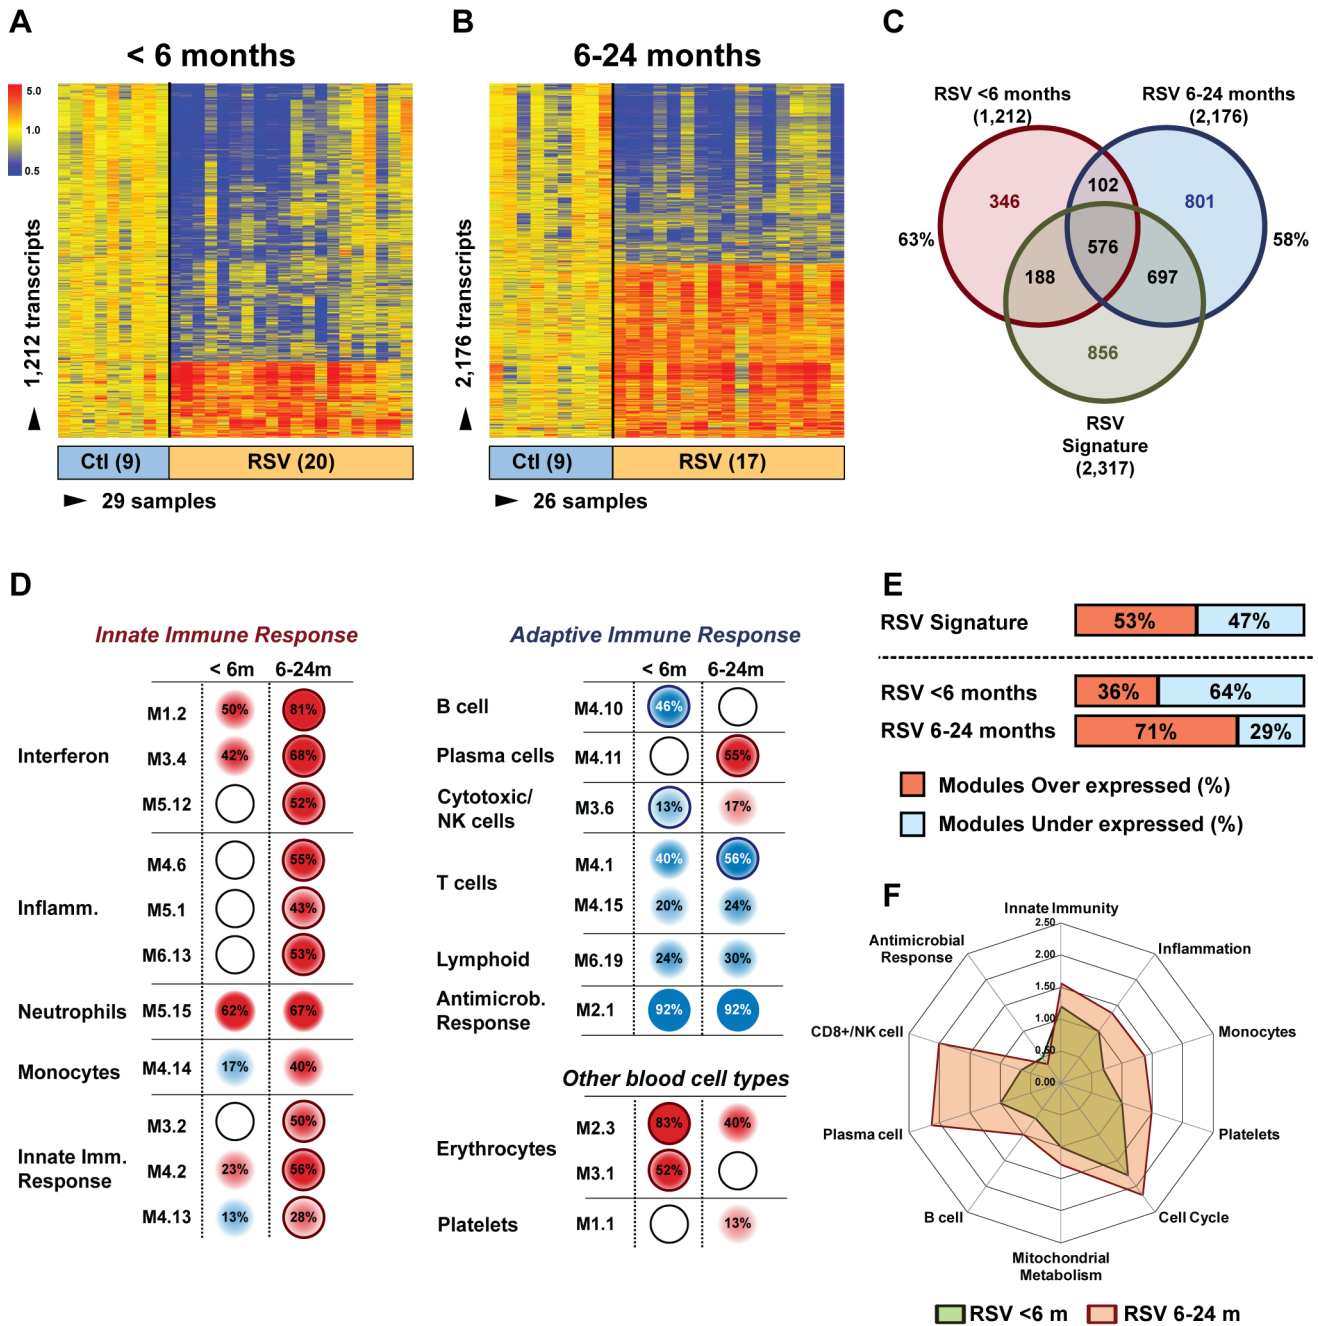 A
< 6 months
5.0
1.0
0.5
1,212 transcripts
Ctl (9)
RSV (20)
29 samples
B
6-24 months
2,176 transcripts
Ctl (9)
RSV (17)
26 samples
C
RSV <6 months
(1,212)
RSV 6-24 months
(2,176)
102
346
801
63%
576
58%
188
697
856
RSV
Signature
(2,317)
D
Innate Immune Response
< 6m 6-24m
Interferon
M1.2 50% 81%
M3.4 42% 68%
M5.12 52%
Inflamm.
M4.6 55%
M5.1 43%
M6.13 53%
Neutrophils M5.15 62% 67%
Monocytes M4.14 17% 40%
Innate Imm.
Response
M3.2 50%
M4.2 23% 56%
M4.13 13% 28%
Adaptive Immune Response
< 6m 6-24m
B cell M4.10 46%
Plasma cells M4.11 55%
Cytotoxic/
NK cells
M3.6 13% 17%
T cells
M4.1 40% 56%
M4.15 20% 24%
Lymphoid M6.19 24% 30%
Antimicrob.
Response
M2.1 92% 92%
Other blood cell types
Erythrocytes
M2.3 83% 40%
M3.1 52%
Platelets M1.1 13%
E
RSV Signature 53% 47%
RSV <6 months 36% 64%
RSV 6-24 months 71% 29%
Modules Over expressed (%)
Modules Under expressed (%)
F
Innate Immunity
Inflammation
Monocytes
Platelets
Cell Cycle
Mitochondrial
Metabolism
B cell
Plasma cell
CD8+/NK cell
Antimicrobial
Response
2.50
2.00
1.50
1.00
0.50
0.00
RSV <6 m
RSV 6-24 m